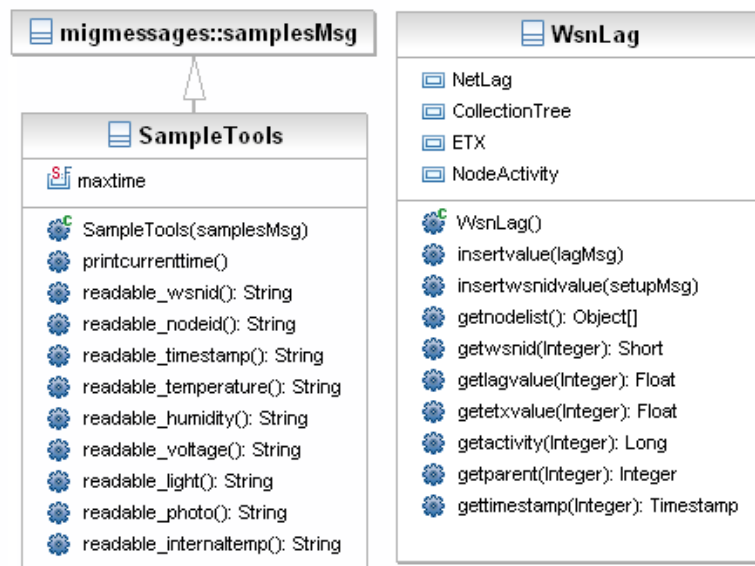 migmessages::samplesMsg
SampleTools
maxtime
SampleTools(samplesMsg)
printcurrenttime()
readable_wsnid(): String
readable_nodeid(): String
readable_timestamp(): String
readable_temperature(): String
readable_humidity(): String
readable_voltage(): String
readable_light(): String
readable_photo(): String
readable_internaltemp(): String
WsnLag
NetLag
CollectionTree
ETX
NodeActivity
WsnLag()
insertvalue(lagMsg)
insertwsnidvalue(setupMsg)
getnodelist(): Object[]
getwsnid(Integer): Short
getlagvalue(Integer): Float
getetxvalue(Integer): Float
getactivity(Integer): Long
getparent(Integer): Integer
gettimestamp(Integer): Timestamp